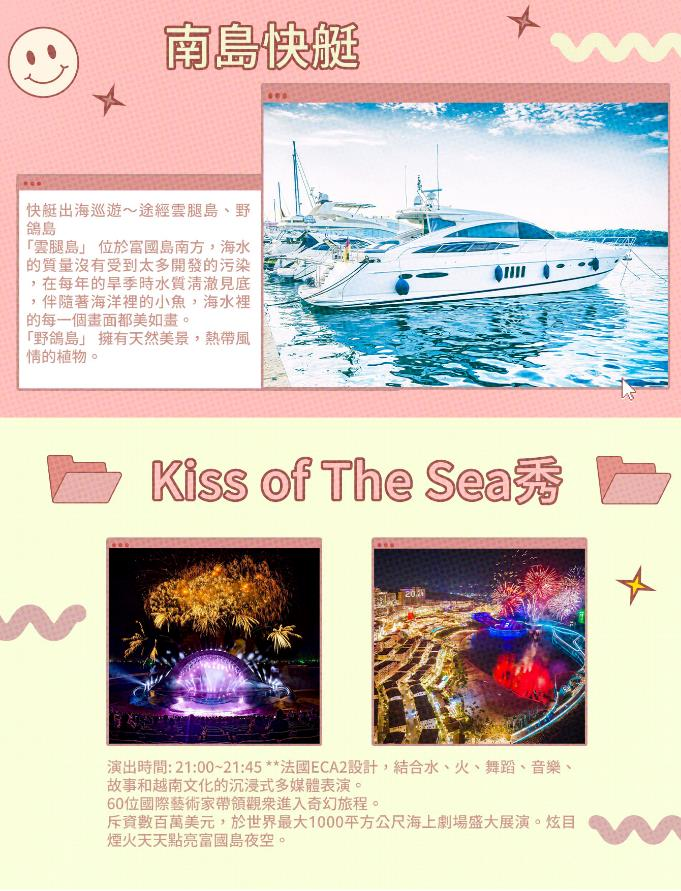 南島快艇
快艇出海巡遊～途經雲腿島、野
鴿島
「雲腿島」 位於富國島南方，海水
的質量沒有受到太多開發的污染
，在每年的旱季時水質清澈見底
，伴隨著海洋裡的小魚，海水裡
的每一個畫面都美如畫。
「野鴿島」 擁有天然美景，熱帶風
情的植物。
Kiss of The Sea秀
演出時間: 21:00~21:45 **法國ECA2設計，結合水、火、舞蹈、音樂、
故事和越南文化的沉浸式多媒體表演。
60位國際藝術家帶領觀衆進入奇幻旅程。
斥資數百萬美元，於世界最大1000平方公尺海上劇場盛大展演。炫目
煙火天天點亮富國島夜空。